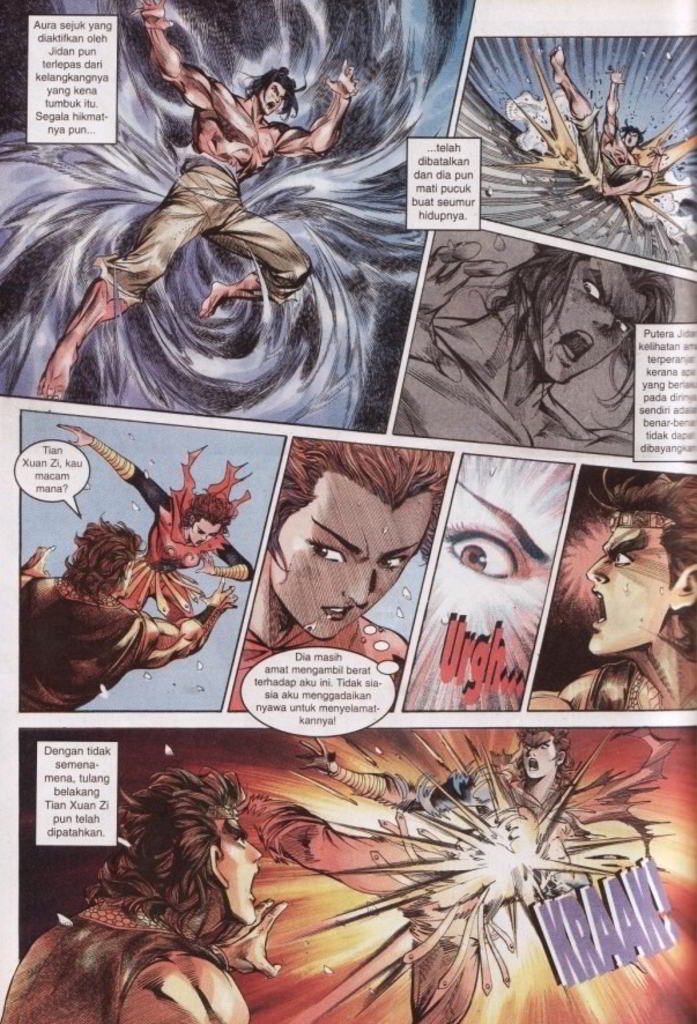 Aura sejuk yang
diaktifkan oleh
Jidan pun
terlepas dari
kelangkangnya
yang kena
tumbuk itu.
Segala hikmat-
nya pun...
...telah
dibatalkan
dan dia pun
mati pucuk
buat seumur
hidupnya.
KRAAK!
Putera Jidan
kelihatan
terperanjat
kerana apa
yang berlaku
pada dirinya
sendiri
benar-benar
tidak dapat
dibayangkan
Tian
Xuan Zi, kau
macam
mana?
Dia masih
amat mengambil berat
terhadap aku ini. Tidak sia-
sia aku menggadaikan
nyawa untuk menyelamat-
kannya!
Urgh...
Dengan tidak
semena-
mena, tulang
belakang
Tian Xuan Zi
pun telah
dipatahkan.
KRAAK!